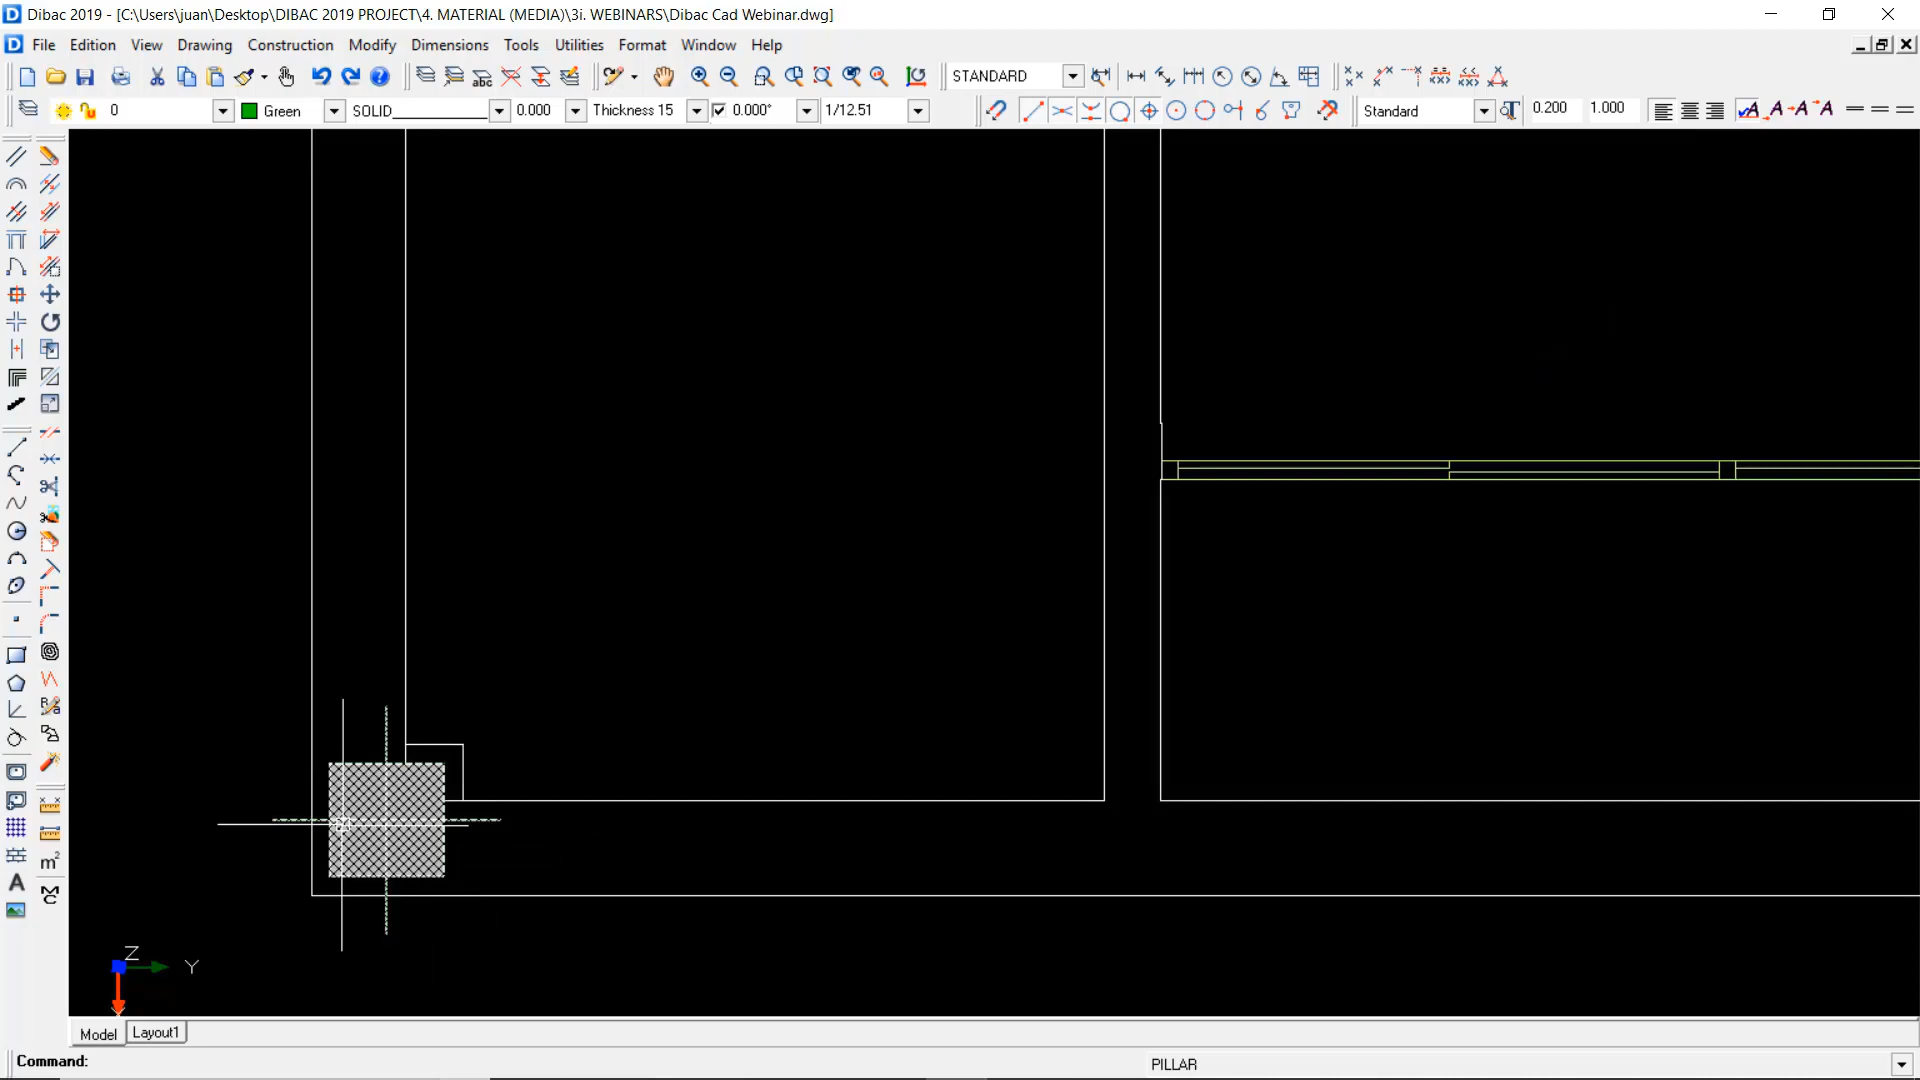 Dibac 2019 - [C:\Users\juan\Desktop\DIBAC 2019 PROJECT\4. MATERIAL (MEDIA)\3i. WEBINARS\Dibac Cad Webinar.dwg]
File Edition View Drawing Construction Modify Dimensions Tools Utilities Format Window Help
abc STANDARD
0 Green SOLID 0.000 Thickness 15 0.000° 1/12.51 Standard 0.200 1.000
m²
A
Z
Y
Model Layout1
Command: PILLAR